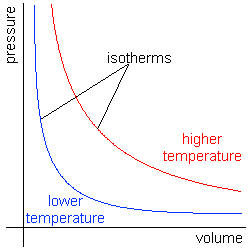 pressure
isotherms
higher
temperature
lower
temperature
volume